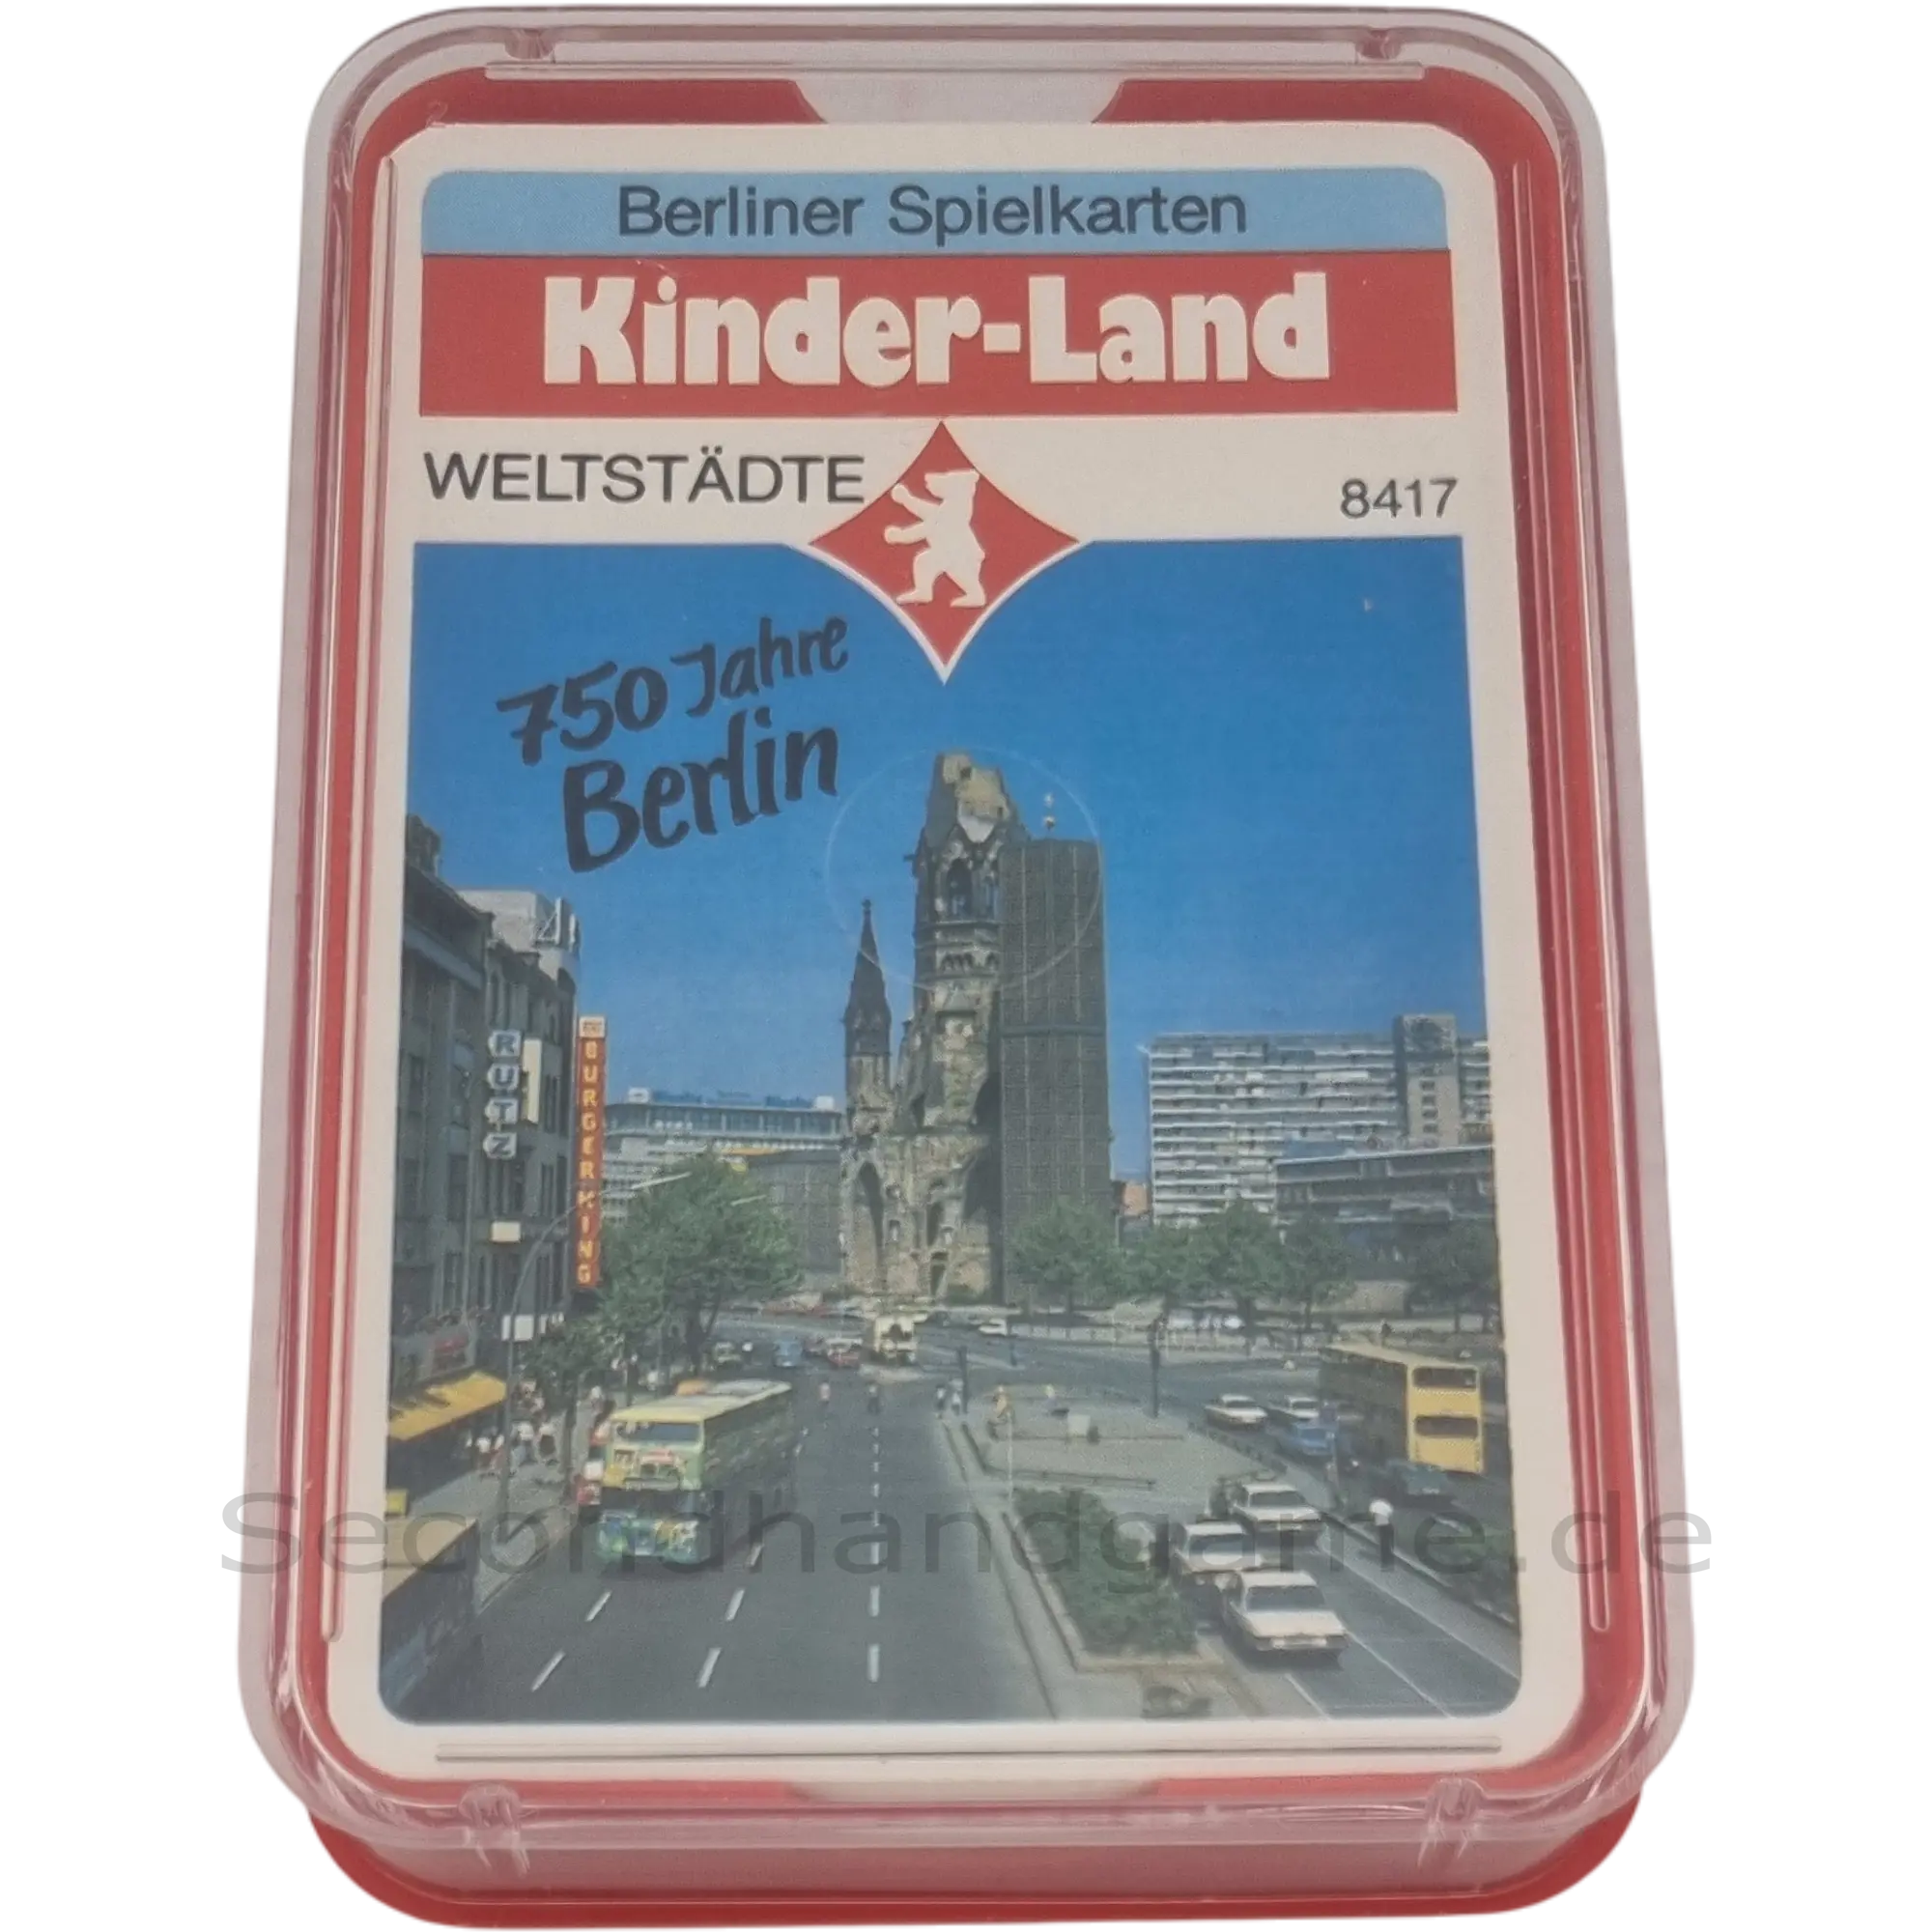 Berliner Spielkarten
Kinder-Land
WELTSTÄDTE
8417
750 Jahre
Berlin
RUTZ
BURGER KING
Secondhandgame.de